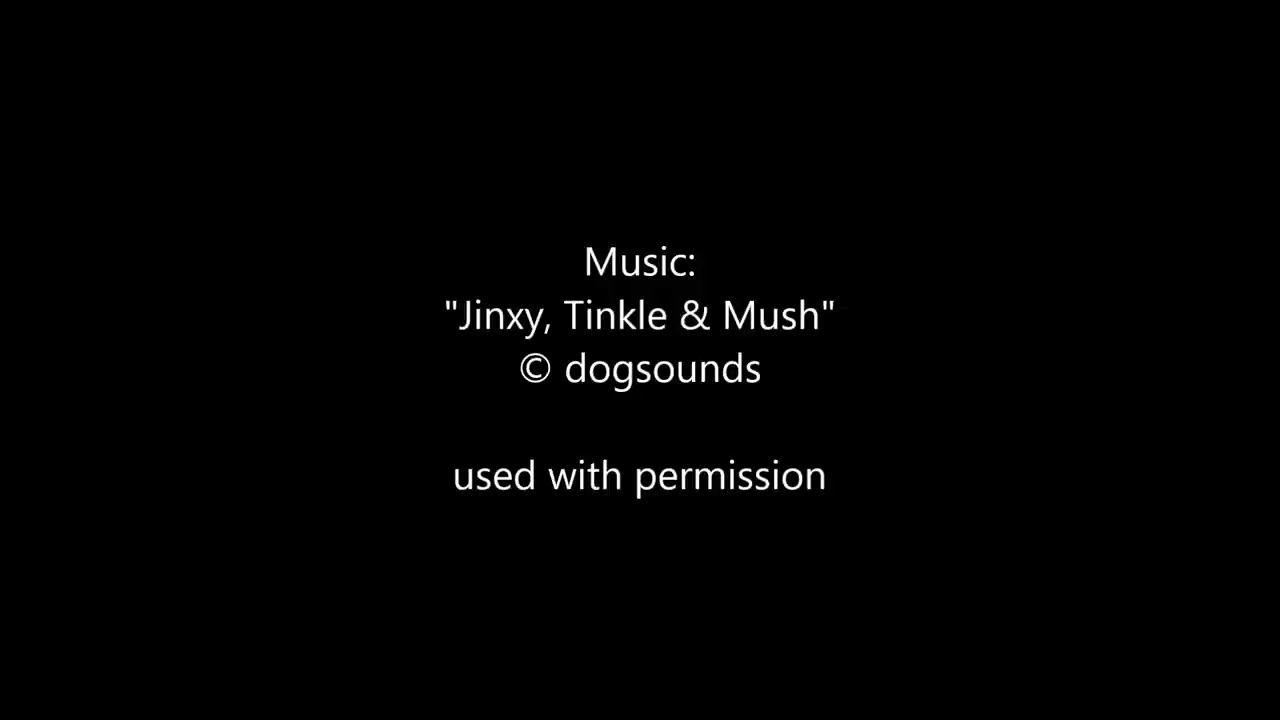 Music:
"Jinxy, Tinkle & Mush"
© dogsounds
used with permission